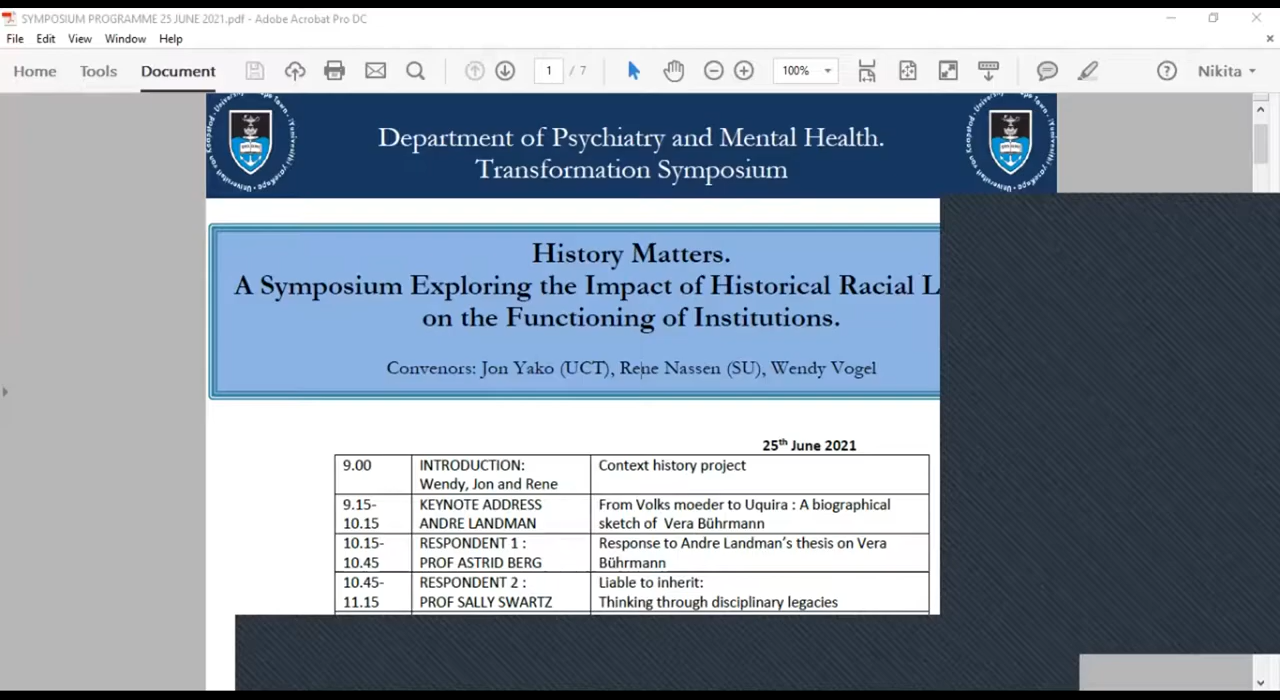 SYMPOSIUM PROGRAMME 25 JUNE 2021.pdf - Adobe Acrobat Pro DC
File Edit View Window Help
Home Tools Document 1 / 7 100% Nikita
Department of Psychiatry and Mental Health.
Transformation Symposium
History Matters.
A Symposium Exploring the Impact of Historical Racial L
on the Functioning of Institutions.
Convenors: Jon Yako (UCT), Rene Nassen (SU), Wendy Vogel
25th June 2021
9.00 INTRODUCTION: Context history project
Wendy, Jon and Rene
9.15- KEYNOTE ADDRESS From Volks moeder to Uquira : A biographical
10.15 ANDRE LANDMAN sketch of Vera Bührmann
10.15- RESPONDENT 1 : Response to Andre Landman's thesis on Vera
10.45 PROF ASTRID BERG Bührmann
10.45- RESPONDENT 2 : Liable to inherit:
11.15 PROF SALLY SWARTZ Thinking through disciplinary legacies